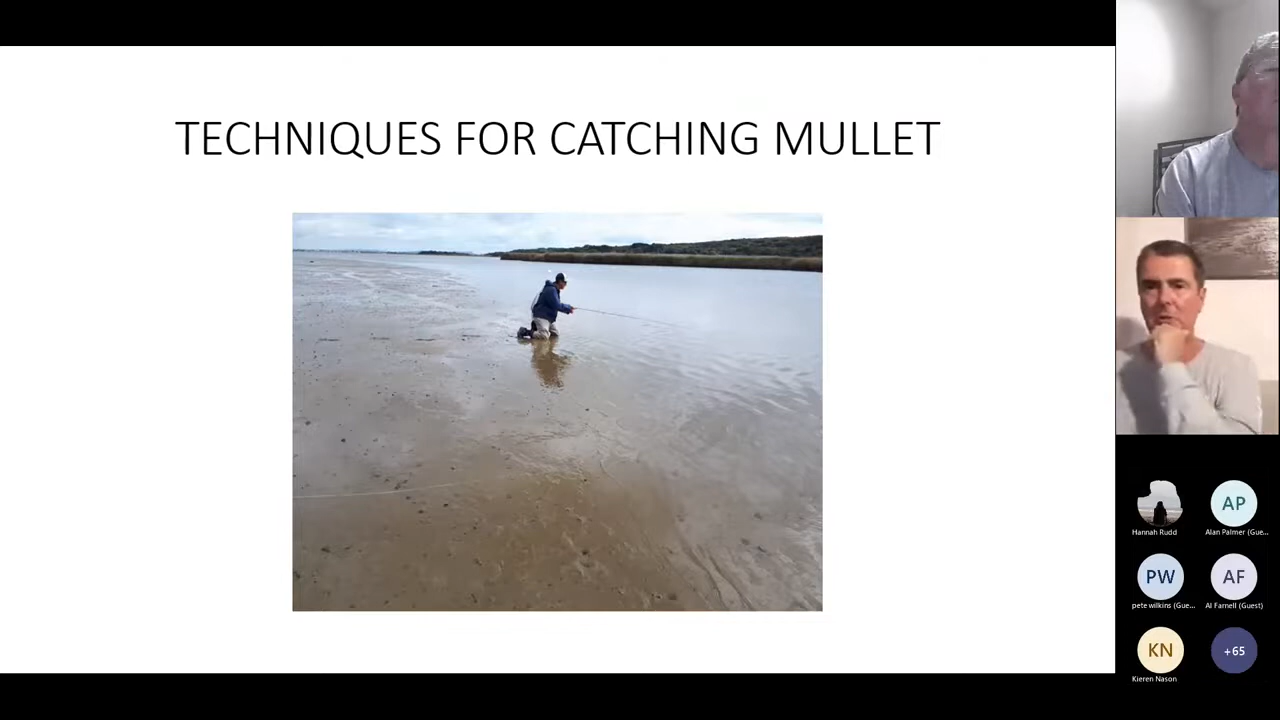 TECHNIQUES FOR CATCHING MULLET
AP
Hannah Rudd
Alan Palmer (Gue...
PW
AF
pete wilkins (Gue...
Al Farnell (Guest)
KN
+65
Kieren Nason